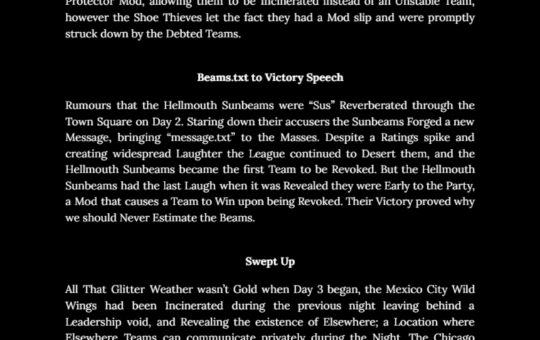 Protector Mod, allowing them to be Incinerated instead of an Unstable Team,
however the Shoe Thieves let the fact they had a Mod slip and were promptly
struck down by the Debted Teams.
Beams.txt to Victory Speech
Rumours that the Hellmouth Sunbeams were “Sus” Reverberated through the
Town Square on Day 2. Staring down their accusers the Sunbeams Forged a new
Message, bringing “message.txt” to the Masses. Despite a Ratings spike and
creating widespread Laughter the League continued to Desert them, and the
Hellmouth Sunbeams became the first Team to be Revoked. But the Hellmouth
Sunbeams had the last Laugh when it was Revealed they were Early to the Party,
a Mod that causes a Team to Win upon being Revoked. Their Victory proved why
we should Never Estimate the Beams.
Swept Up
All That Glitter Weather wasn’t Gold when Day 3 began, the Mexico City Wild
Wings had been Incinerated during the previous night leaving behind a
Leadership void, and Revealing the existence of Elsewhere; a Location where
Elsewhere Teams can communicate privately during the Night. The Chicago